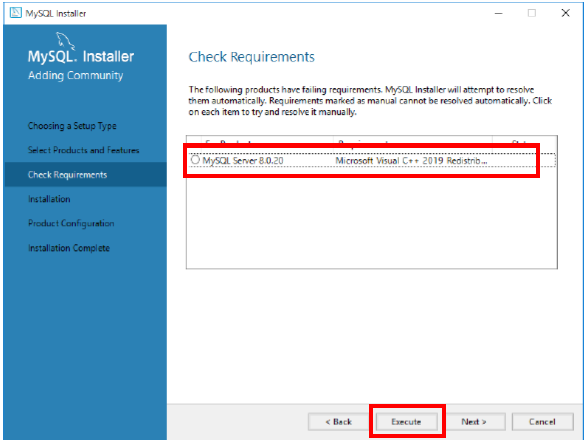 MySQL Installer
MySQL. Installer
Adding Community
Choosing a Setup Type
Select Products and Features
Check Requirements
Installation
Product Configuration
Installation Complete
Check Requirements
The following products have failing requirements. MySQL Installer will attempt to resolve
them automatically. Requirements marked as manual cannot be resolved automatically. Click
on each item to try and resolve it manually.
MySQL Server 8.0.20 Microsoft Visual C++ 2019 Redistrib...
< Back Execute Next > Cancel